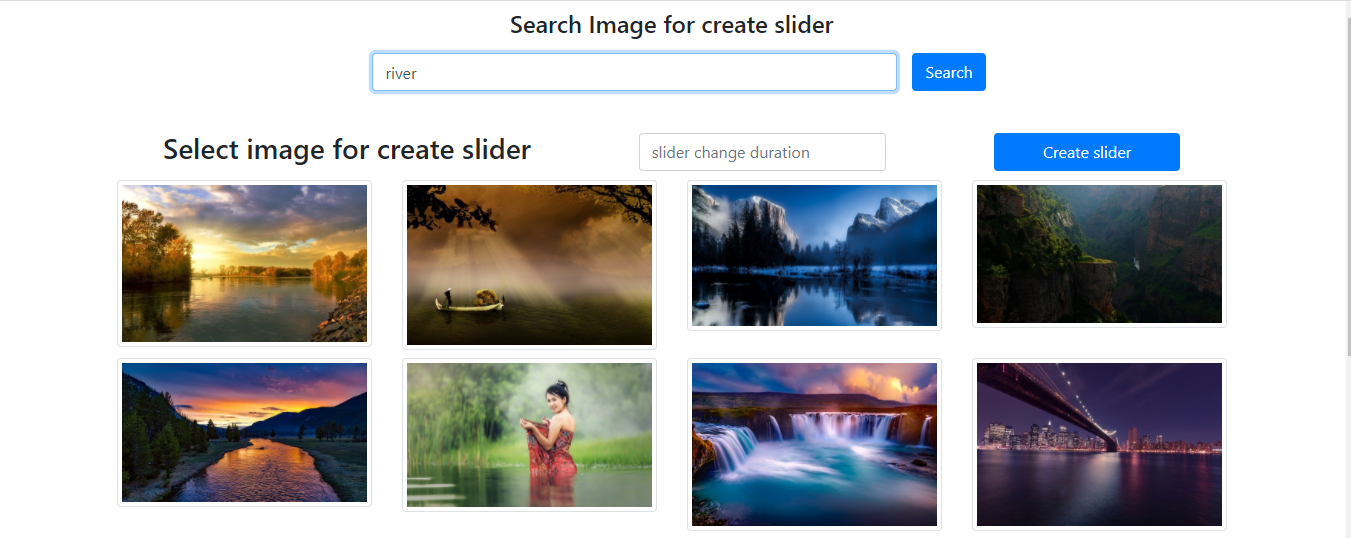 Search Image for create slider
river
Search
Select image for create slider
slider change duration
Create slider